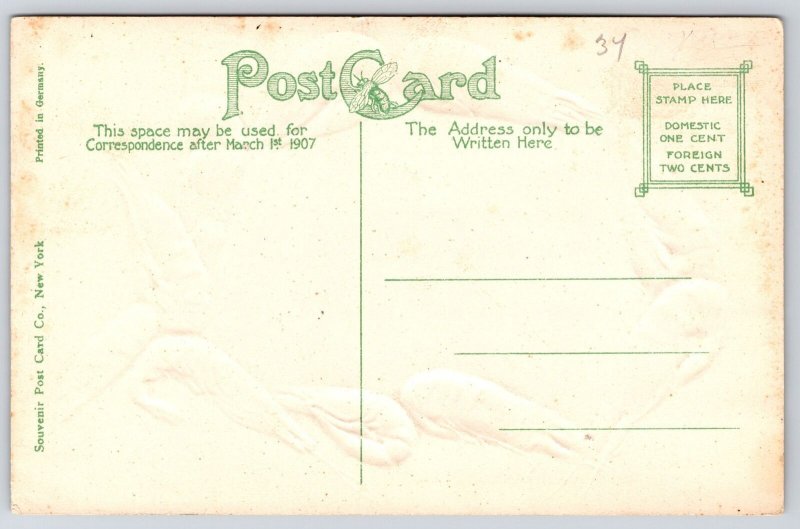 34
Post Card
This space may be used for
Correspondence after March 1st 1907
The Address only to be
Written Here
PLACE
STAMP HERE
DOMESTIC
ONE CENT
FOREIGN
TWO CENTS
Souvenir Post Card Co., New York
Printed in Germany.